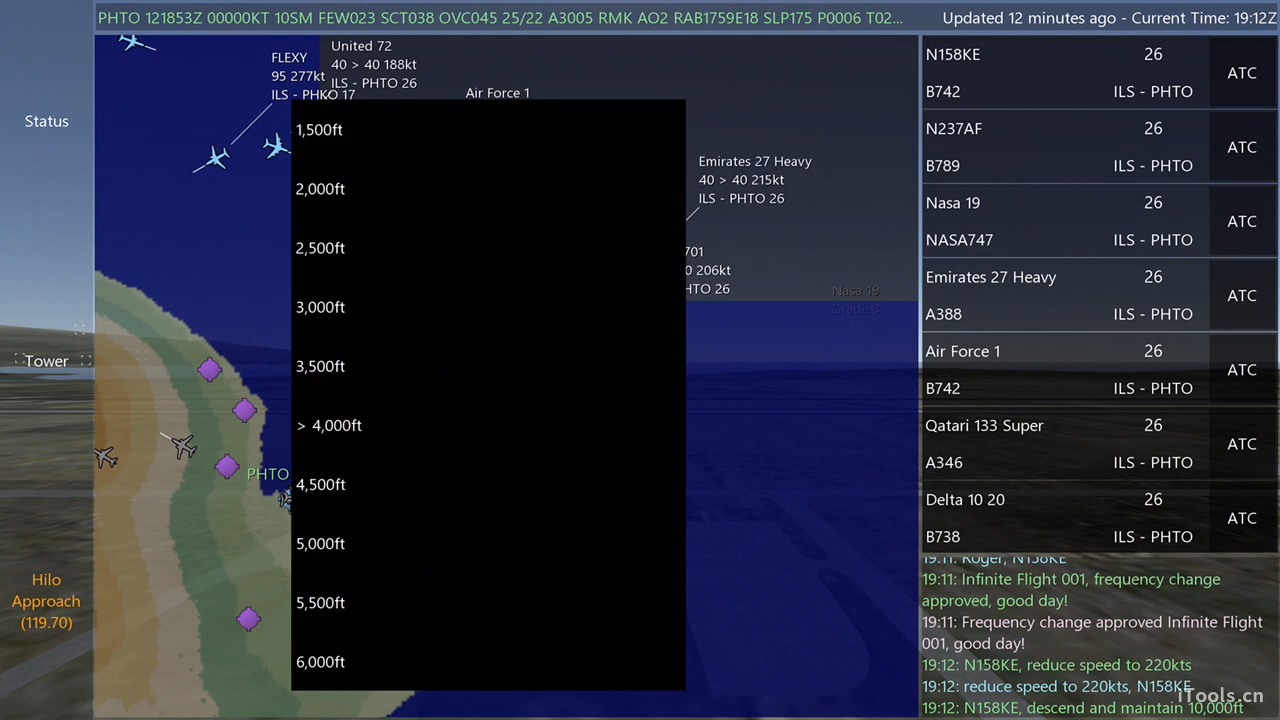 PHTO 121853Z 00000KT 10SM FEW023 SCT038 OVC045 25/22 A3005 RMK AO2 RAB1759E18 SLP175 P0006 T02...
Updated 12 minutes ago - Current Time: 19:12Z
Status
Tower
Hilo
Approach
(119.70)
FLEXY
95 277kt
ILS - PHKO 17
United 72
40 > 40 188kt
ILS - PHTO 26
Air Force 1
Emirates 27 Heavy
40 > 40 215kt
ILS - PHTO 26
701
0 206kt
HTO 26
Nasa 19
Grade 3
PHTO
1,500ft
2,000ft
2,500ft
3,000ft
3,500ft
> 4,000ft
4,500ft
5,000ft
5,500ft
6,000ft
N158KE 26
B742 ILS - PHTO
ATC
N237AF 26
B789 ILS - PHTO
ATC
Nasa 19 26
NASA747 ILS - PHTO
ATC
Emirates 27 Heavy 26
A388 ILS - PHTO
ATC
Air Force 1 26
B742 ILS - PHTO
ATC
Qatari 133 Super 26
A346 ILS - PHTO
ATC
Delta 10 20 26
B738 ILS - PHTO
ATC
19:11: Roger, N158KE
19:11: Infinite Flight 001, frequency change
approved, good day!
19:11: Frequency change approved Infinite Flight
001, good day!
19:12: N158KE, reduce speed to 220kts
19:12: reduce speed to 220kts, N158KE
19:12: N158KE, descend and maintain 10,000ft
iTools.cn